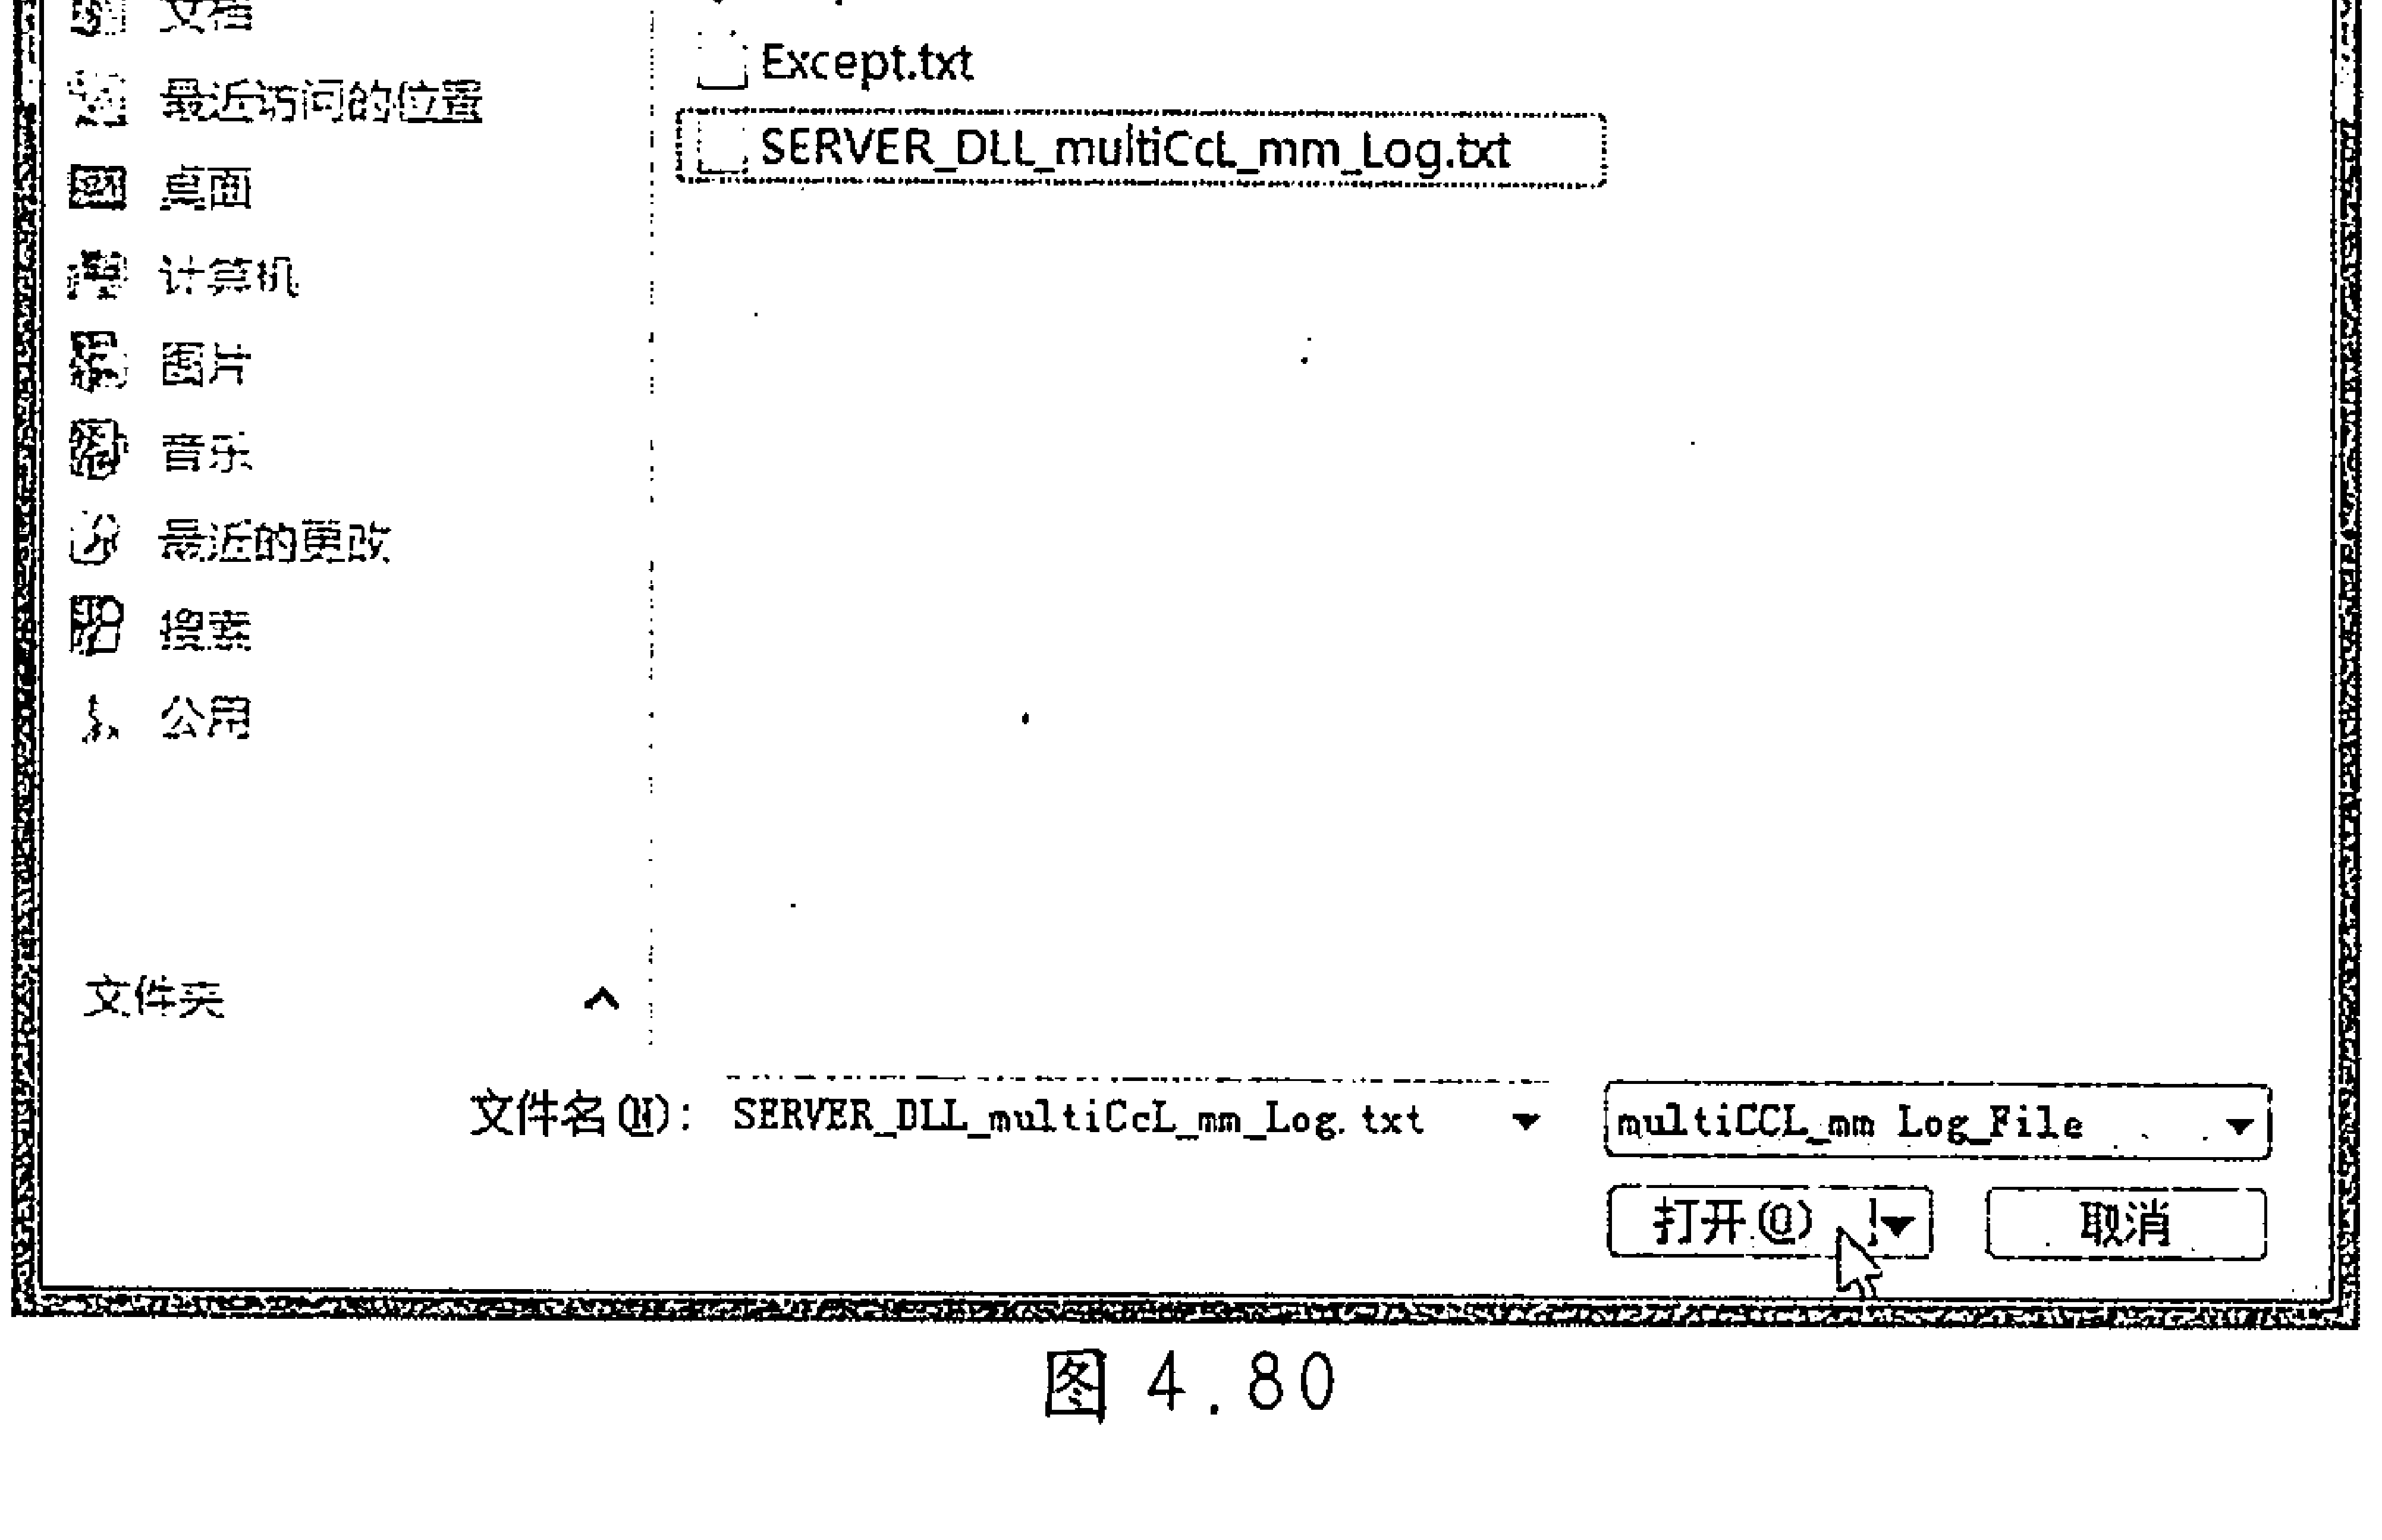 文档
最近访问的位置
桌面
计算机
图片
音乐
最近的更改
搜索
公用
文件夹
Except.txt
SERVER_DLL_multiCcL_mm_Log.txt
文件名(N): SERVER_DLL_multiCcL_mm_Log.txt
multiCCL_mm Log_File
打开(O)
取消
图 4.80